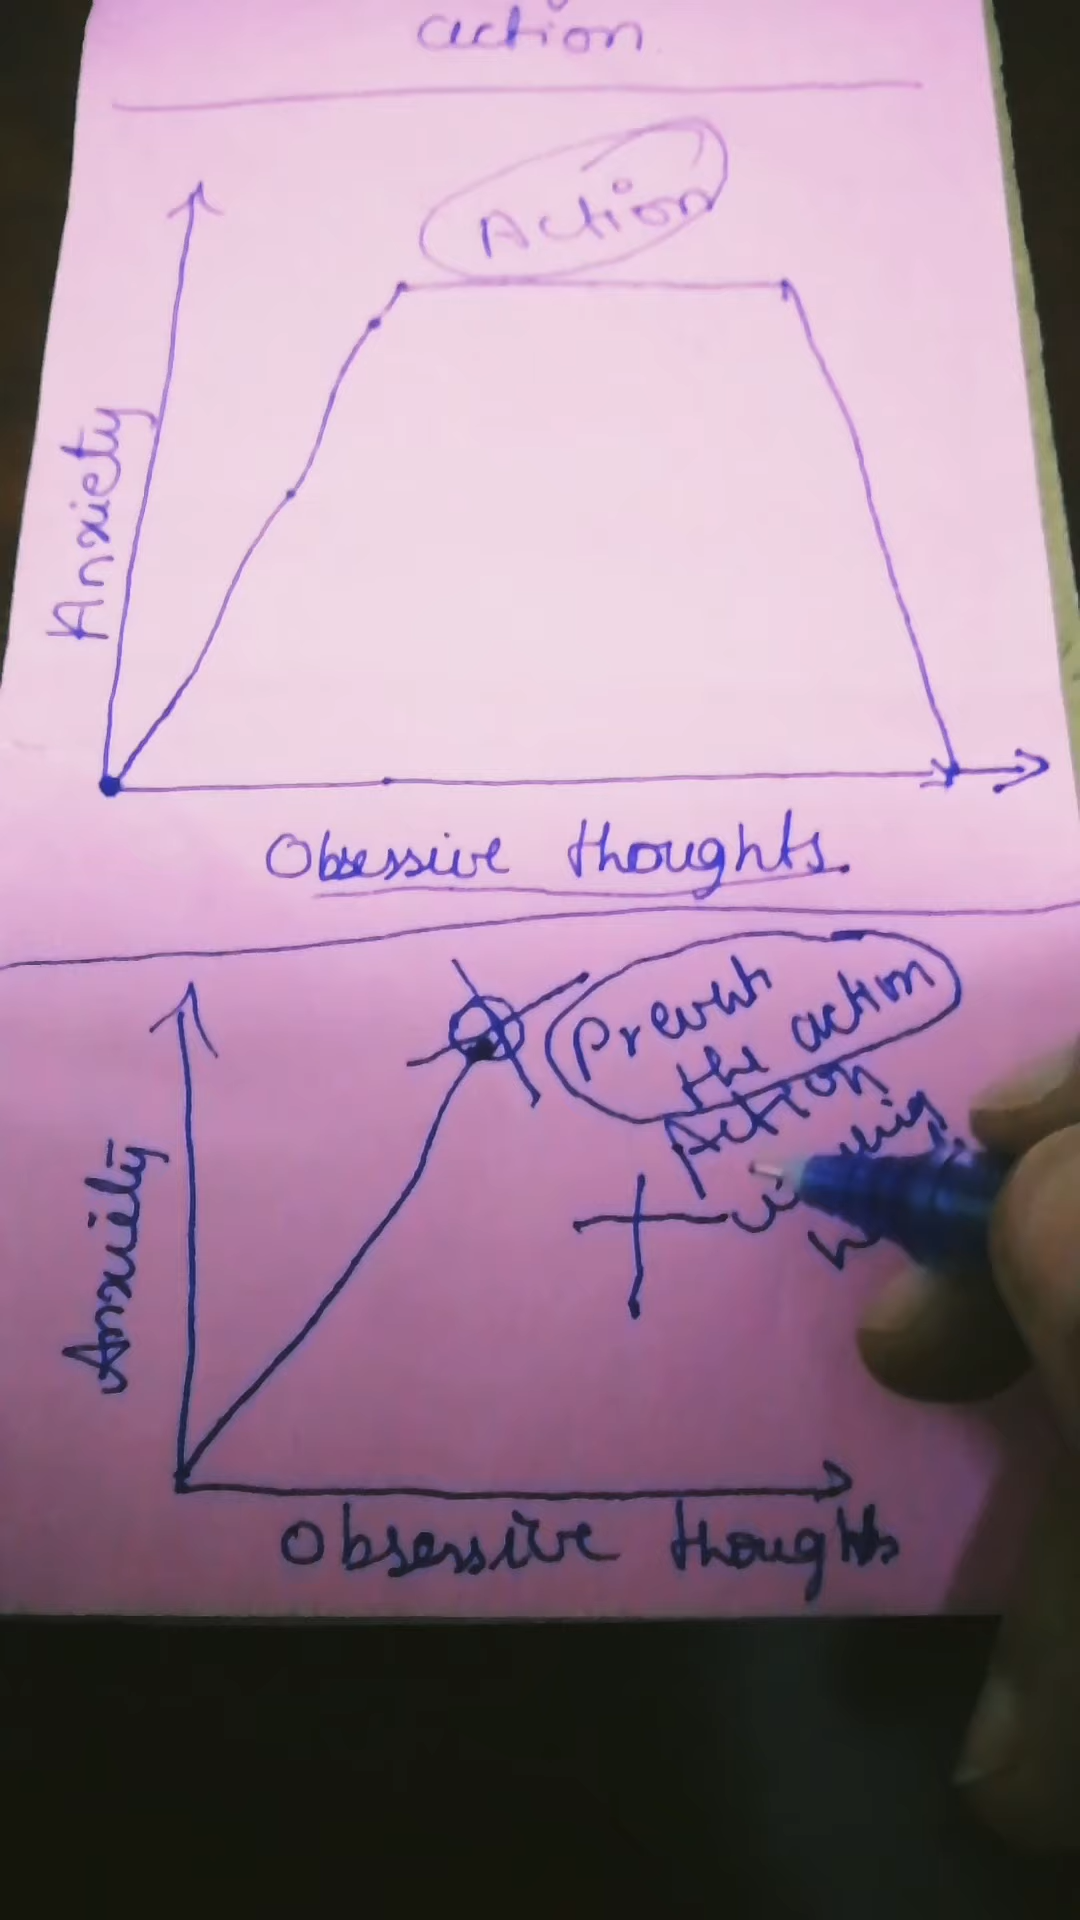 action
Action
Anxiety
Obsessive thoughts.
Prevent
the action
Action
Anxiety
Obsessive thoughts